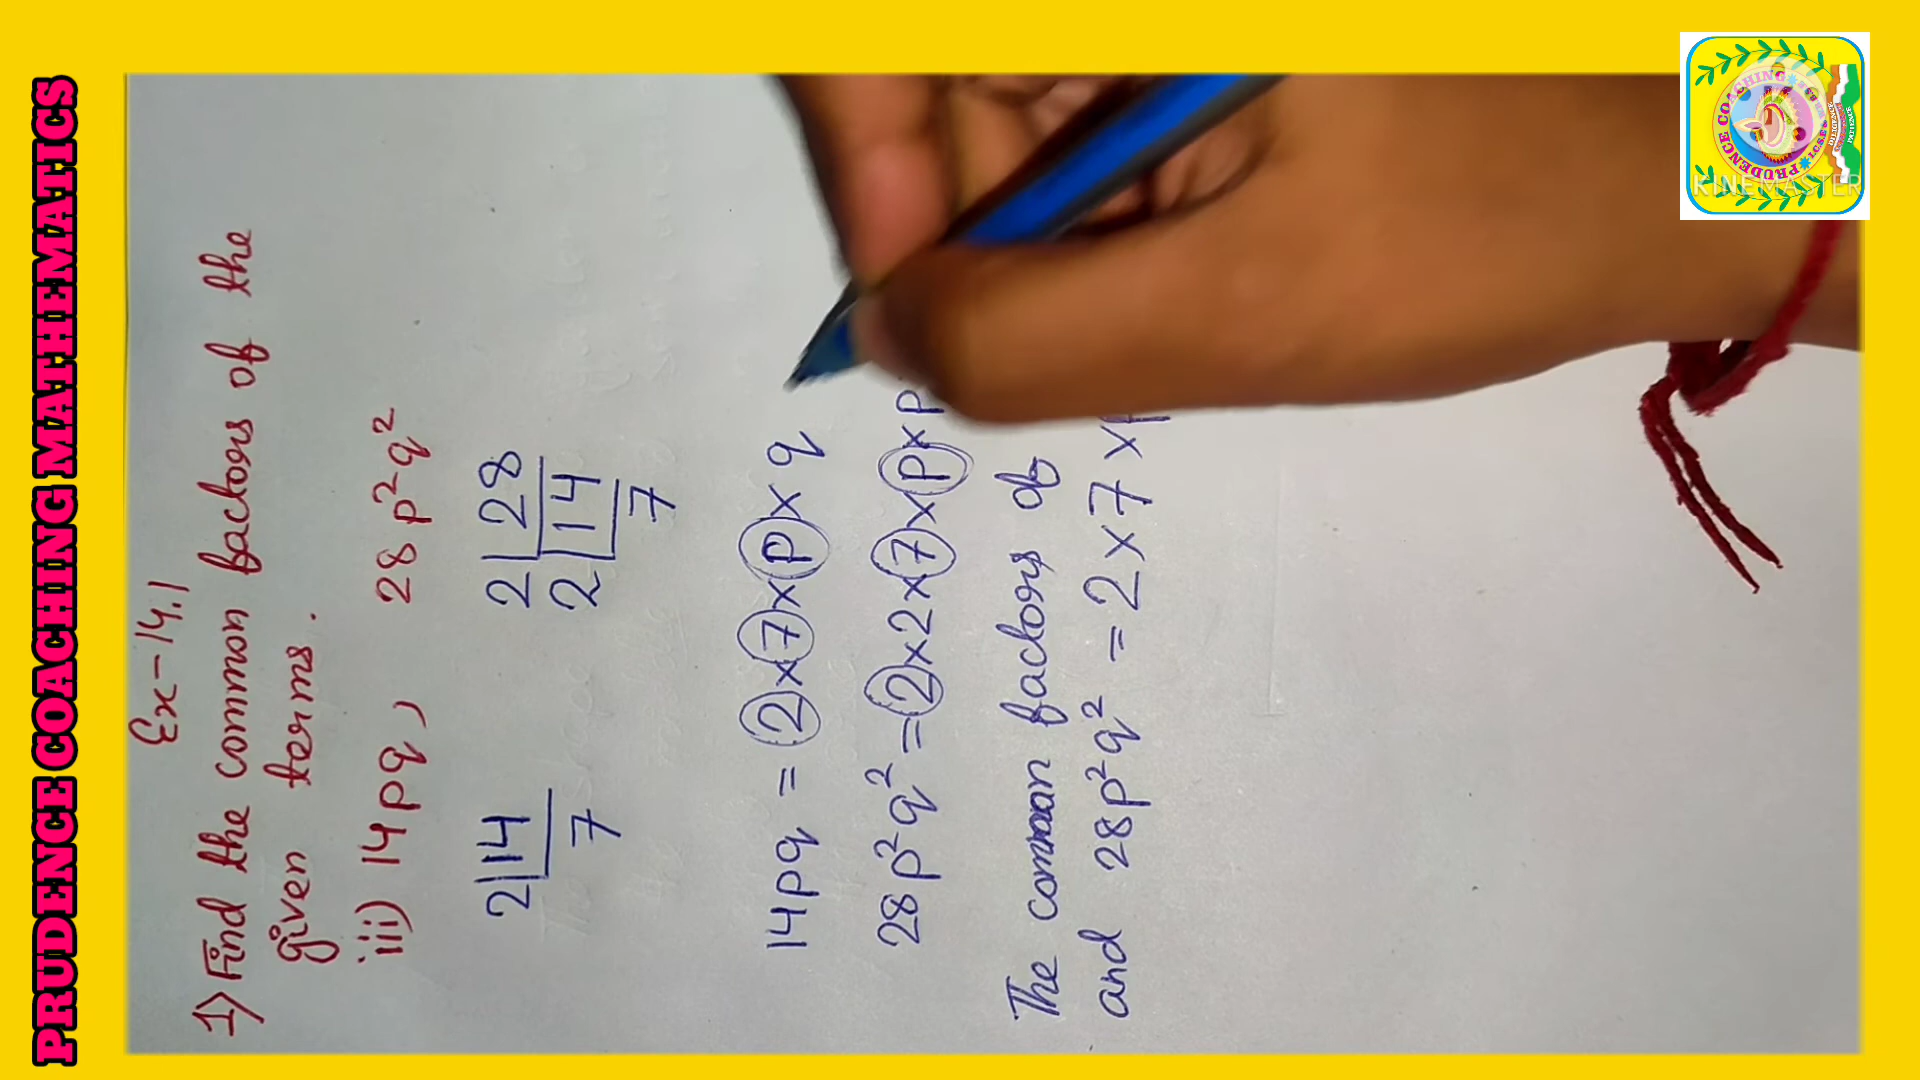 PRUDENCE COACHING MATHEMATICS
Ex-14.1
1) Find the common factors of the
given terms.
iii) 14pq, 28p²q²
2|14 2|28
7 2|14
7
14pq = 2×7×p×q
28p²q² = 2×2×7×p×p
The common factors of
and 28p²q² = 2×7×p
PRUDENCE COACHING
KINEMASTER